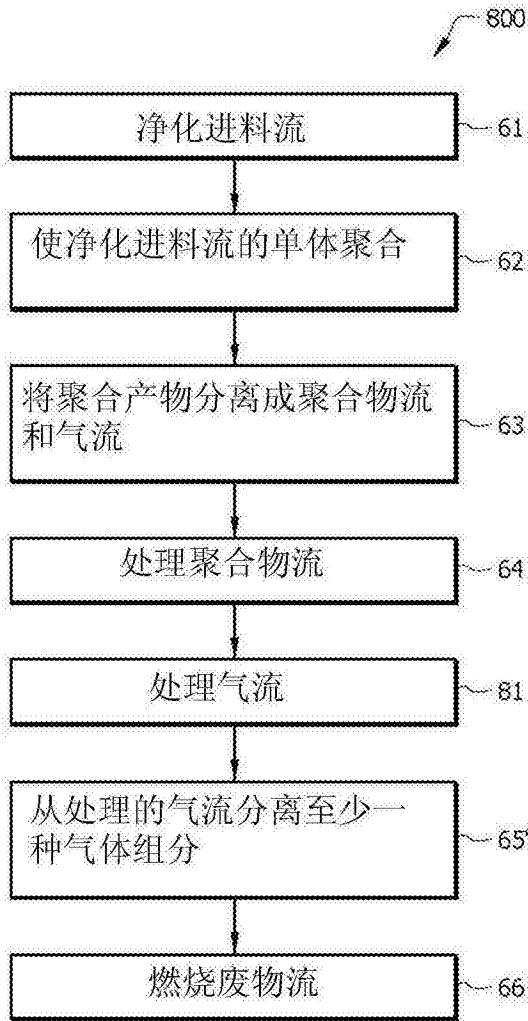 800
净化进料流
61
使净化进料流的单体聚合
62
将聚合产物分离成聚合物流
和气流
63
处理聚合物流
64
处理气流
81
从处理的气流分离至少一
种气体组分
65'
燃烧废物流
66